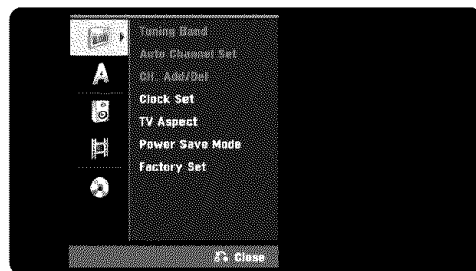 Tuning Band
Auto Channel Set
CH. Add/Del
Clock Set
TV Aspect
Power Save Mode
Factory Set
A
Close